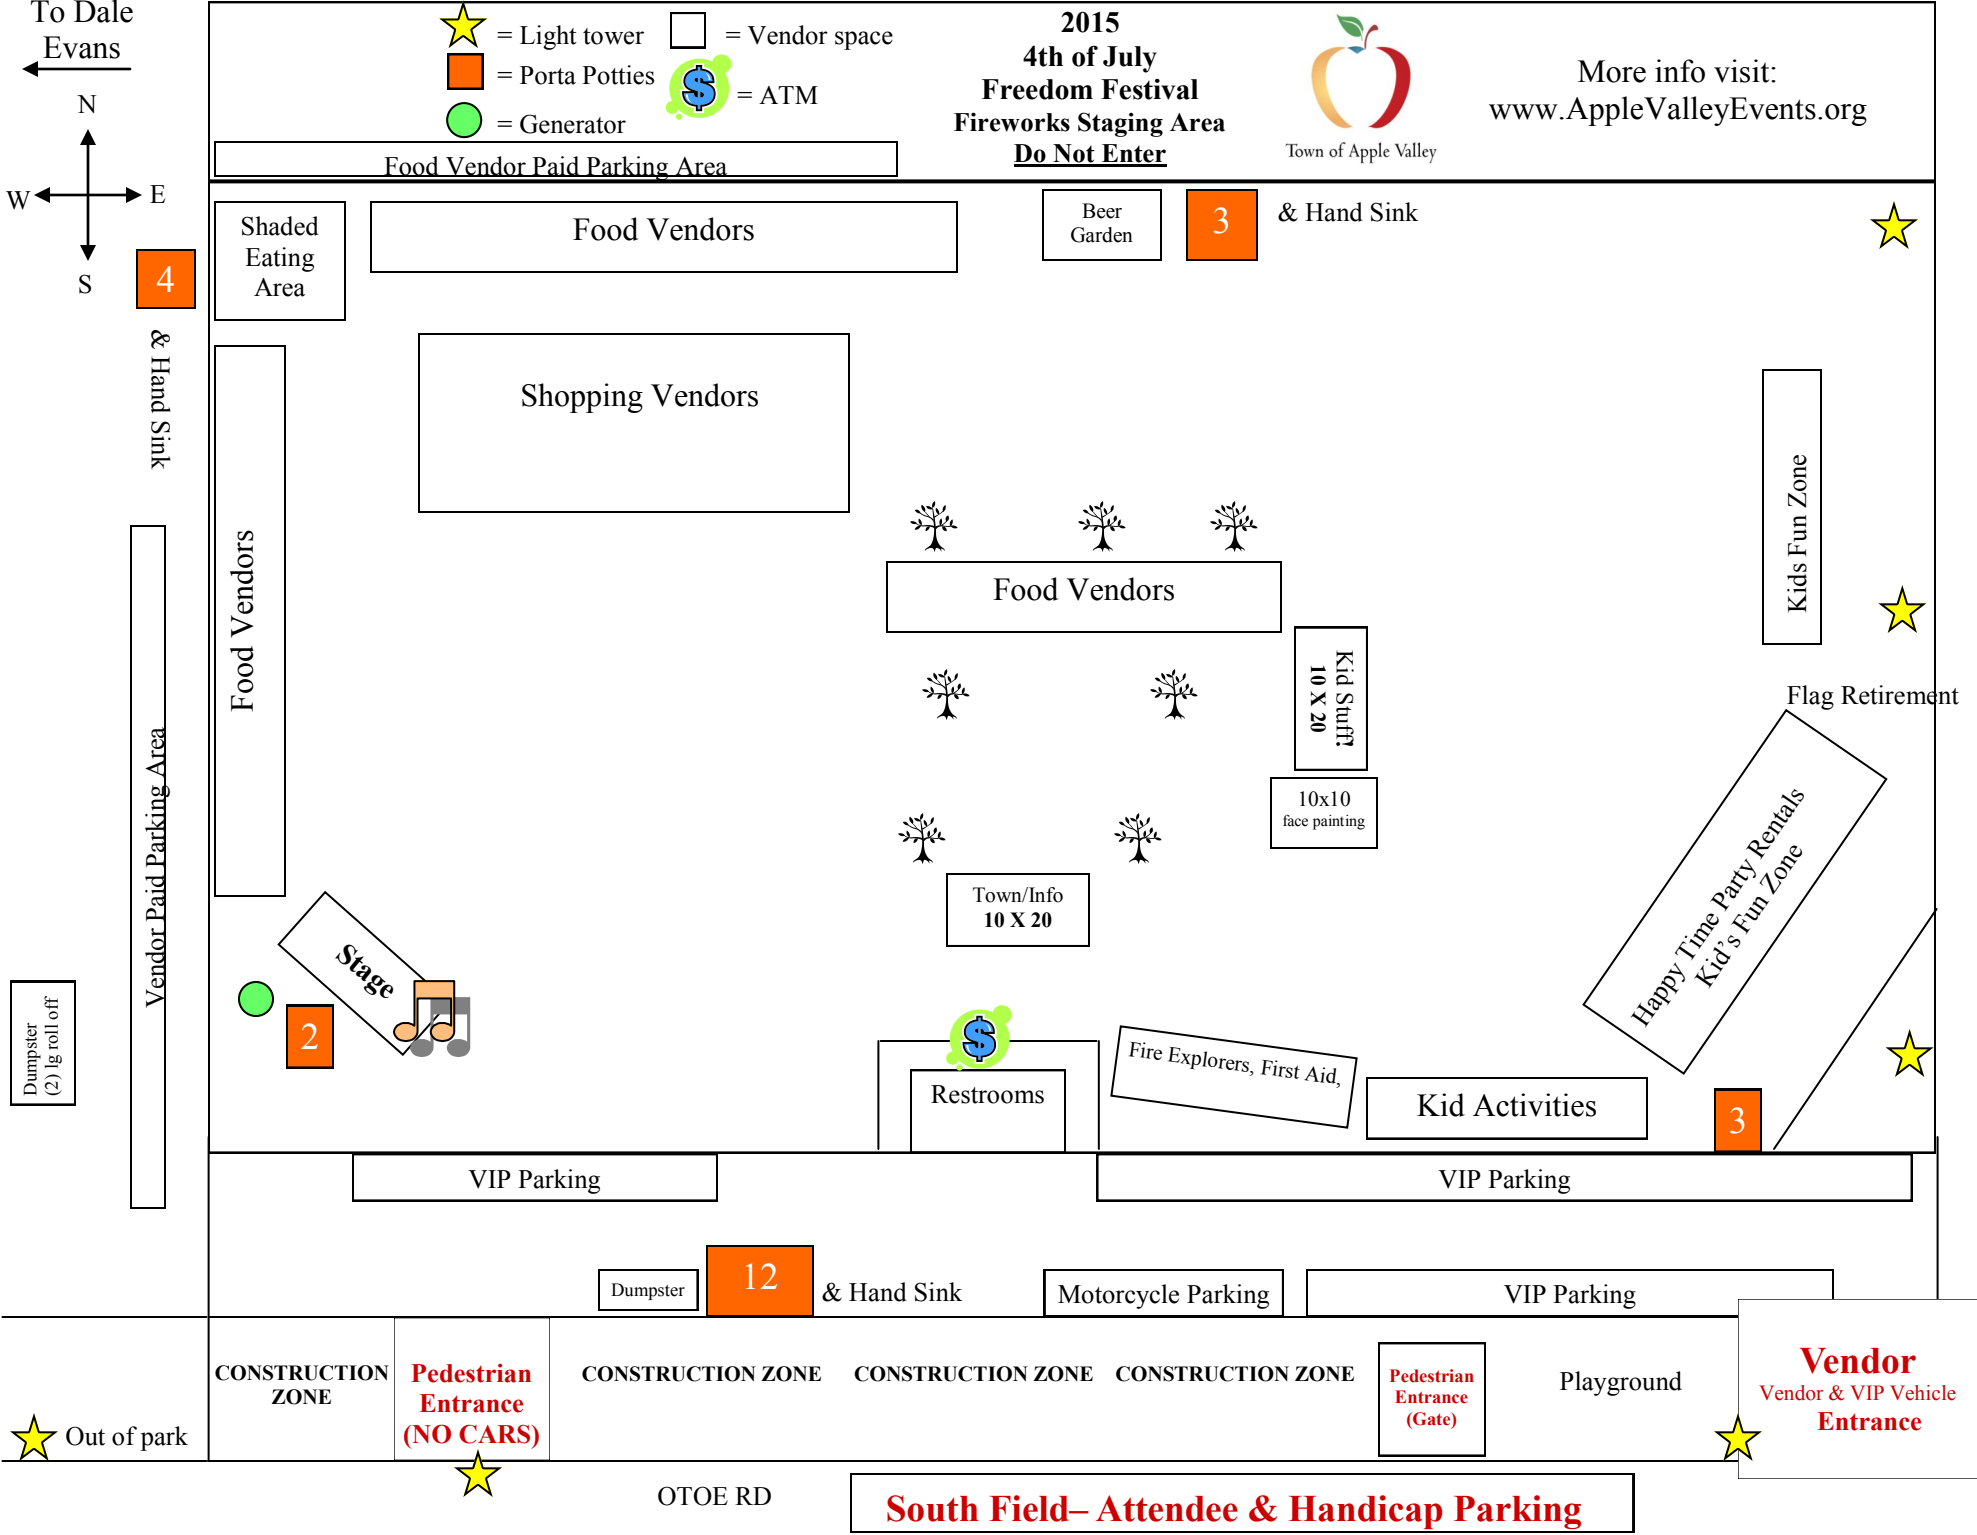 To Dale
Evans
N
W
E
S
= Light tower
= Vendor space
= Porta Potties
$
= ATM
= Generator
2015
4th of July
Freedom Festival
Fireworks Staging Area
Do Not Enter
Town of Apple Valley
More info visit:
www.AppleValleyEvents.org
Food Vendor Paid Parking Area
Shaded
Eating
Area
Food Vendors
Beer
Garden
3
& Hand Sink
4
& Hand Sink
Shopping Vendors
Food Vendors
Food Vendors
Kids Fun Zone
Kid Stuff!
10 X 20
Flag Retirement
10x10
face painting
Vendor Paid Parking Area
Happy Time Party Rentals
Kid’s Fun Zone
Town/Info
10 X 20
Stage
2
Dumpster
(2) lg roll off
$
Restrooms
Fire Explorers, First Aid,
Kid Activities
3
VIP Parking
VIP Parking
Dumpster
12
& Hand Sink
Motorcycle Parking
VIP Parking
CONSTRUCTION
ZONE
Pedestrian
Entrance
(NO CARS)
CONSTRUCTION ZONE
CONSTRUCTION ZONE
CONSTRUCTION ZONE
Pedestrian
Entrance
(Gate)
Playground
Vendor
Vendor & VIP Vehicle
Entrance
Out of park
OTOE RD
South Field– Attendee & Handicap Parking